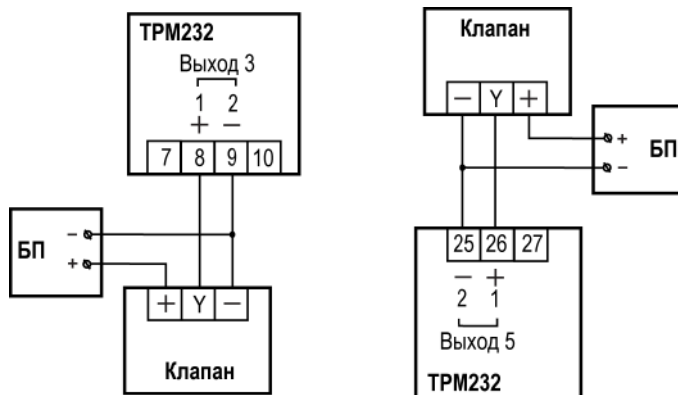 ТРМ232
Выход 3
1 2
+ −
7 8 9 10
БП
−
+
+ Y −
Клапан
Клапан
− Y +
+
−
БП
25 26 27
− +
2 1
Выход 5
ТРМ232